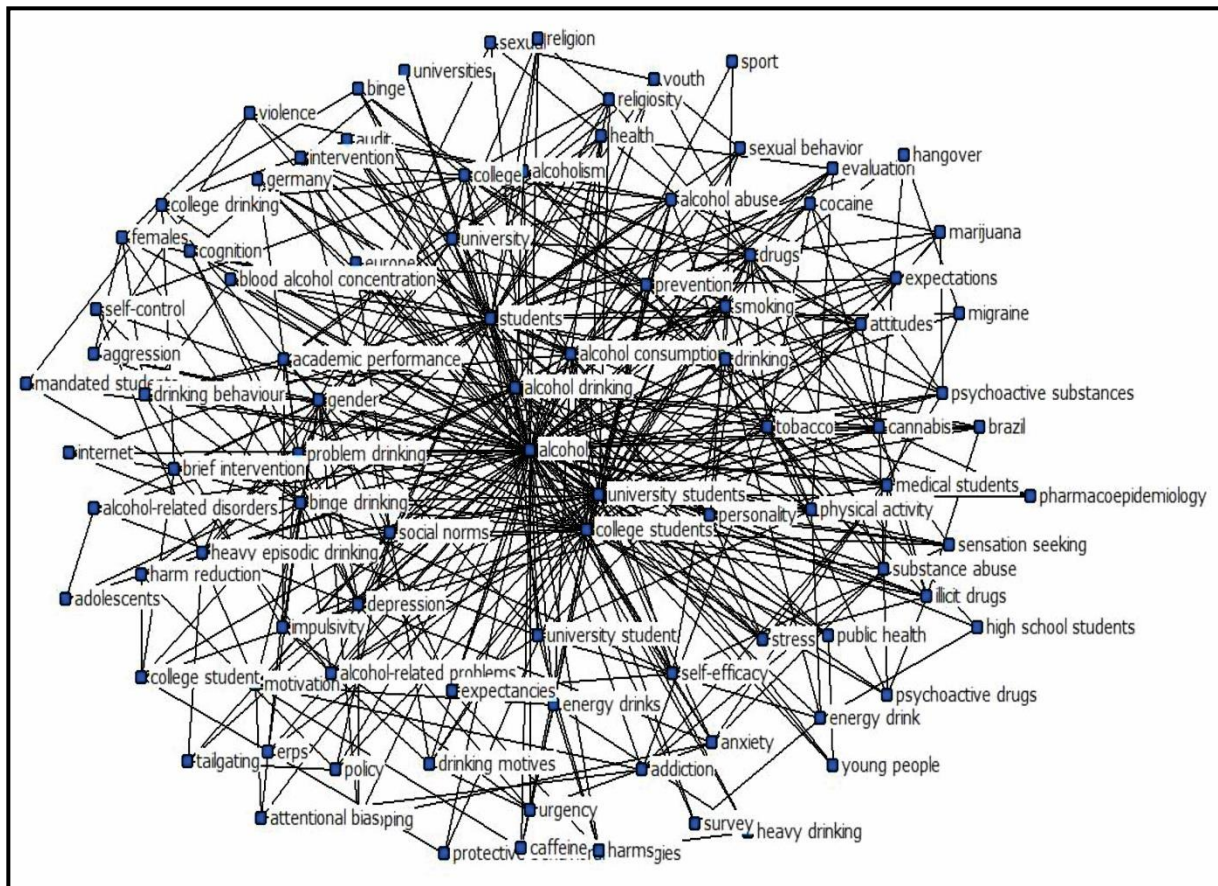 sexual
religion
universities
sport
binge
youth
religiosity
violence
audit
health
intervention
sexual behavior
hangover
germany
college
alcoholism
evaluation
college drinking
alcohol abuse
cocaine
females
university
marijuana
cognition
drugs
europe
blood alcohol concentration
prevention
expectations
self-control
students
smoking
attitudes
migraine
aggression
academic performance
alcohol consumption
drinking
mandated students
drinking behaviour
gender
alcohol drinking
psychoactive substances
tobacco
cannabis
brazil
internet
problem drinking
alcohol
brief intervention
medical students
alcohol-related disorders
binge drinking
university students
personality
physical activity
pharmacoepidemiology
college students
social norms
heavy episodic drinking
sensation seeking
harm reduction
substance abuse
adolescents
depression
illicit drugs
impulsivity
university student
stress
public health
high school students
college student
motivation
alcohol-related problems
self-efficacy
expectancies
energy drinks
psychoactive drugs
energy drink
tailgating
erps
policy
drinking motives
anxiety
addiction
young people
attentional bias
ping
urgency
survey
heavy drinking
protective
caffeine
harms
gies